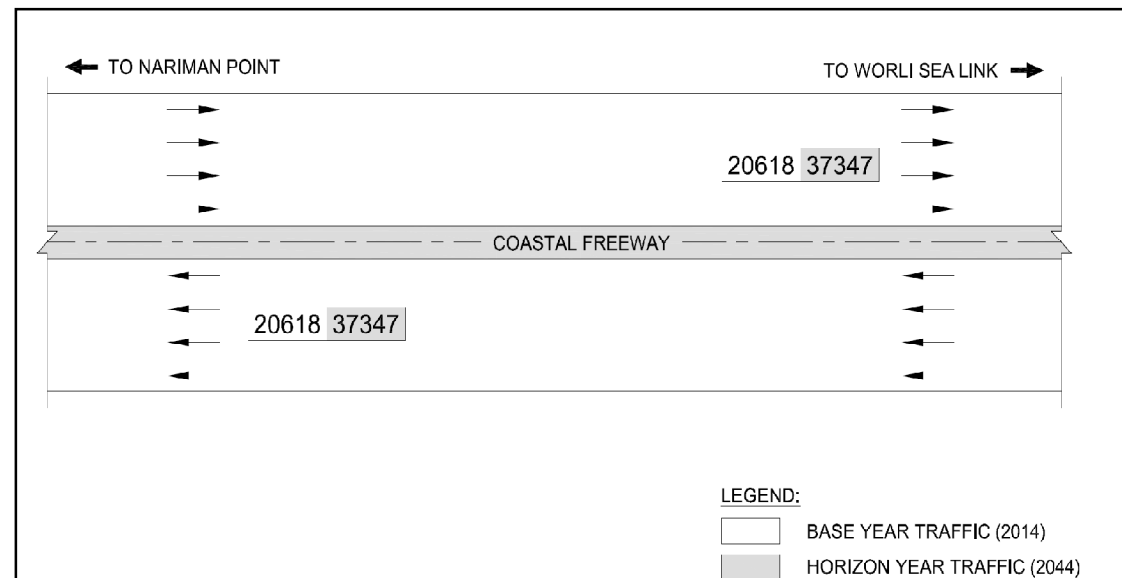 TO NARIMAN POINT
TO WORLI SEA LINK
20618 37347
COASTAL FREEWAY
20618 37347
LEGEND:
BASE YEAR TRAFFIC (2014)
HORIZON YEAR TRAFFIC (2044)